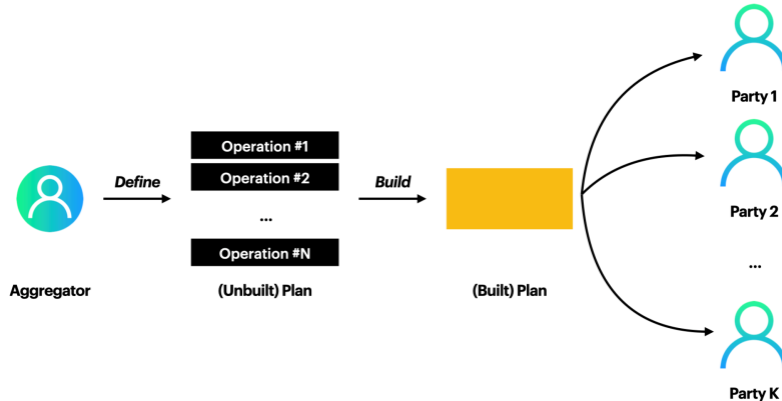 Aggregator
Define
Operation #1
Operation #2
...
Operation #N
(Unbuilt) Plan
Build
(Built) Plan
Party 1
Party 2
...
Party K